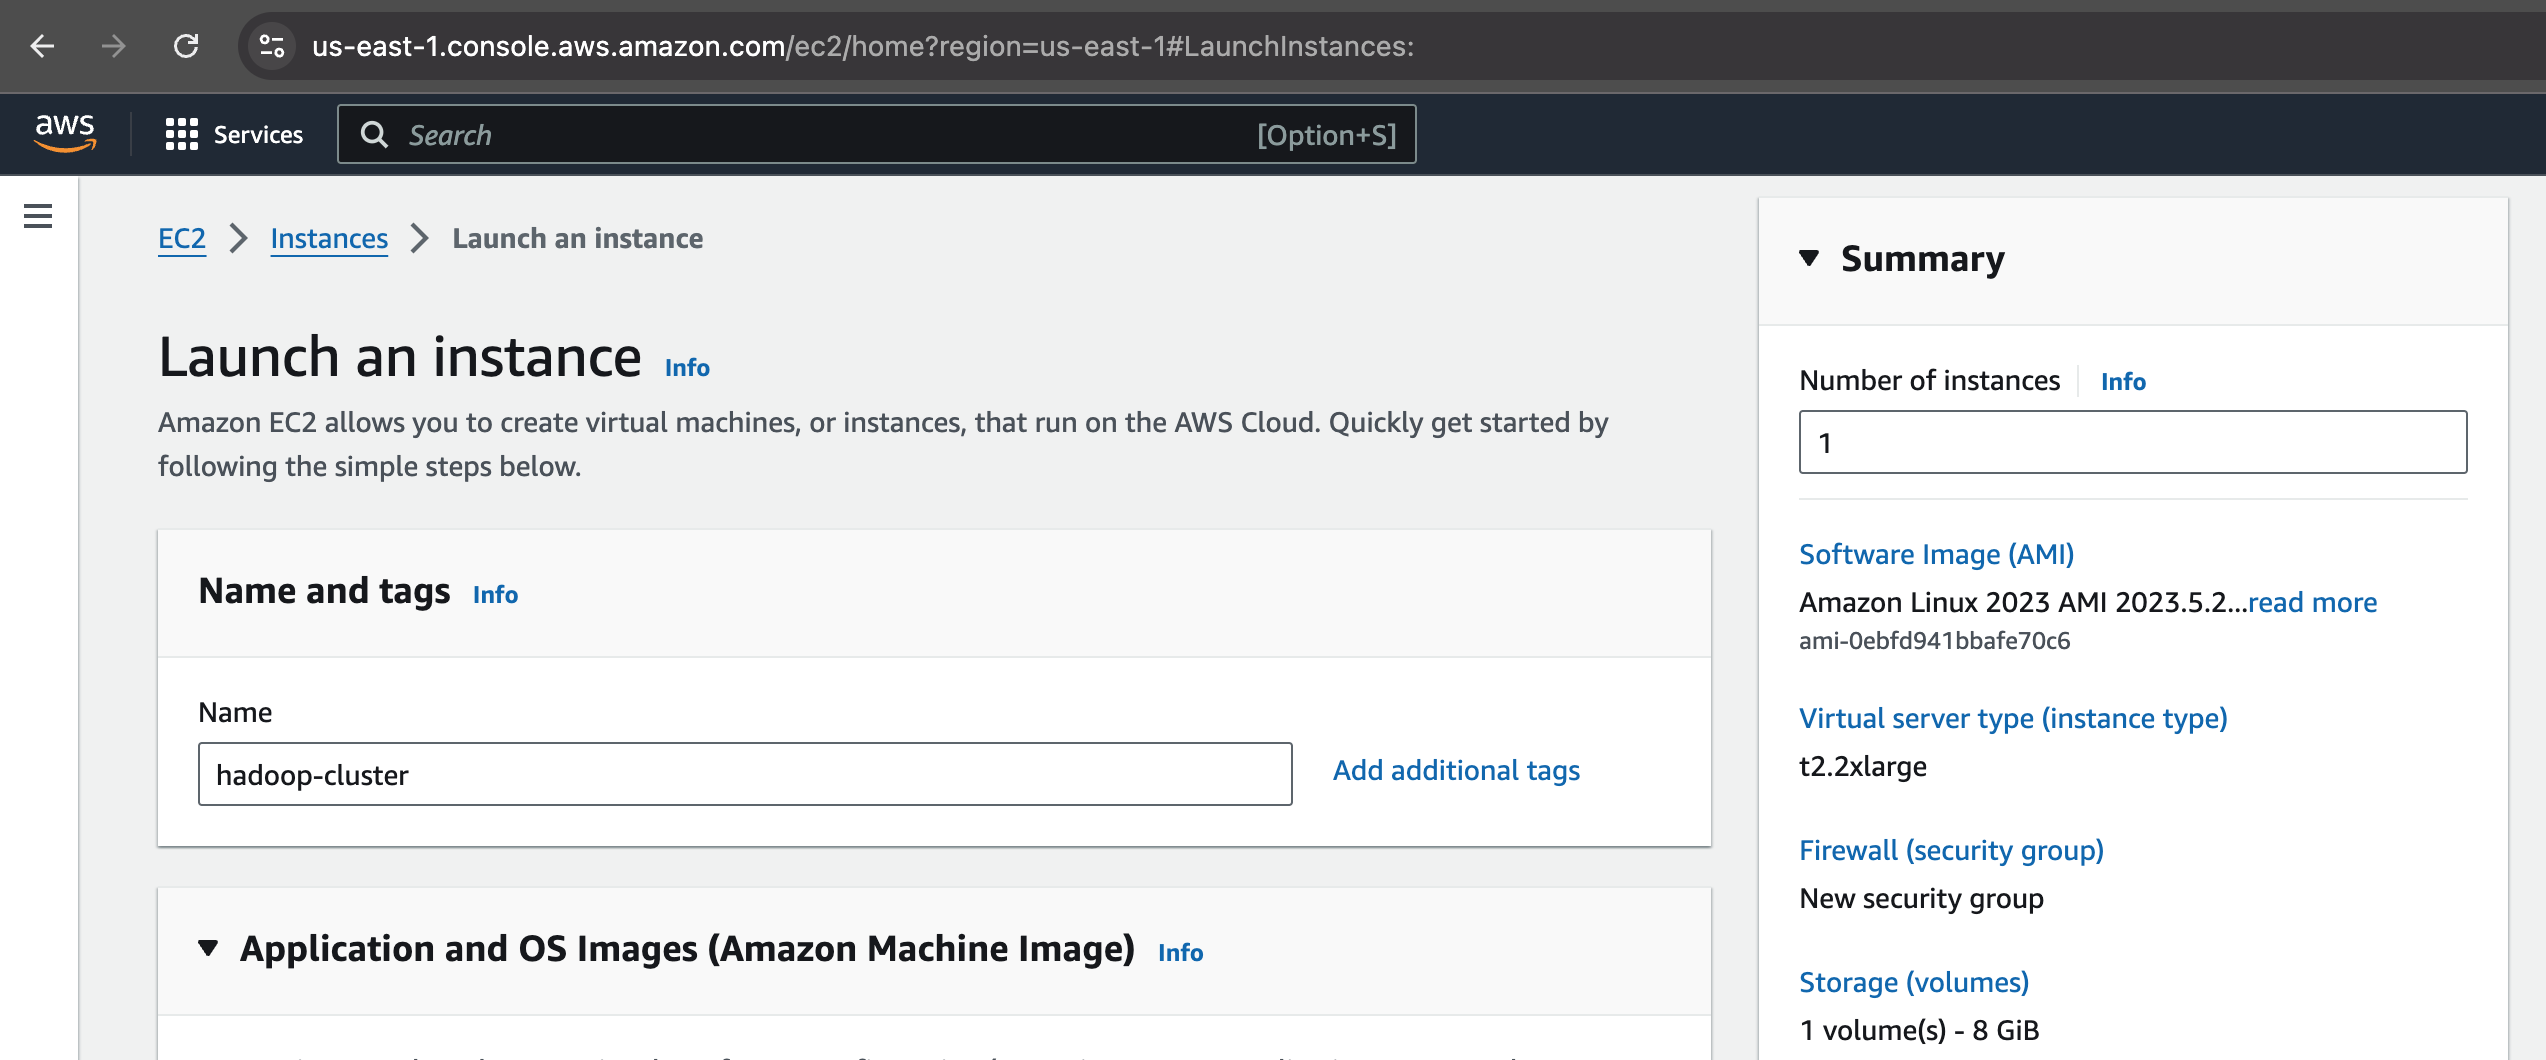 us-east-1.console.aws.amazon.com/ec2/home?region=us-east-1#LaunchInstances:
aws
Services
Search
[Option+S]
EC2 > Instances > Launch an instance
Launch an instance Info
Amazon EC2 allows you to create virtual machines, or instances, that run on the AWS Cloud. Quickly get started by
following the simple steps below.
Name and tags Info
Name
hadoop-cluster
Add additional tags
Application and OS Images (Amazon Machine Image) Info
Summary
Number of instances Info
1
Software Image (AMI)
Amazon Linux 2023 AMI 2023.5.2...read more
ami-0ebfd941bbafe70c6
Virtual server type (instance type)
t2.2xlarge
Firewall (security group)
New security group
Storage (volumes)
1 volume(s) - 8 GiB